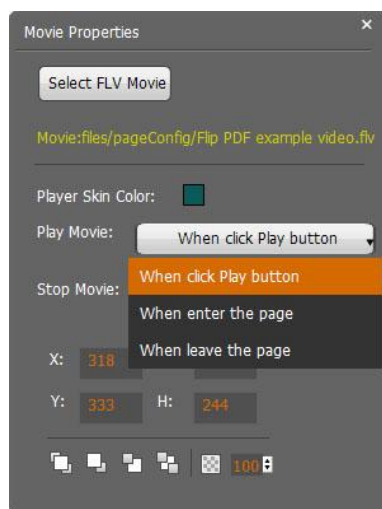 Movie Properties ×
Select FLV Movie
Movie:files/pageConfig/Flip PDF example video.flv
Player Skin Color:
Play Movie: When click Play button
When click Play button
Stop Movie:
When enter the page
When leave the page
X: 318
Y: 333 H: 244
100